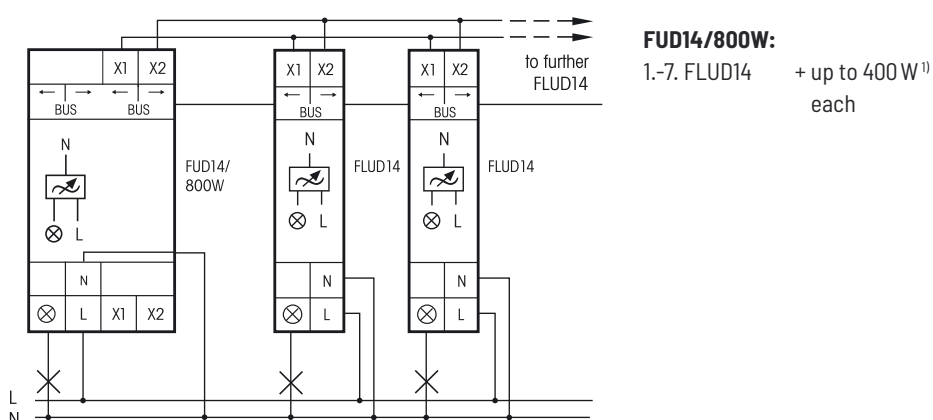 FUD14/800W:
1.-7. FLUD14 + up to 400 W 1)
each
to further
FLUD14
X1 X2 X1 X2 X1 X2
BUS BUS BUS BUS
N N N
FUD14/
800W
FLUD14 FLUD14
L L L
N N N
L X1 X2 L L
L
N